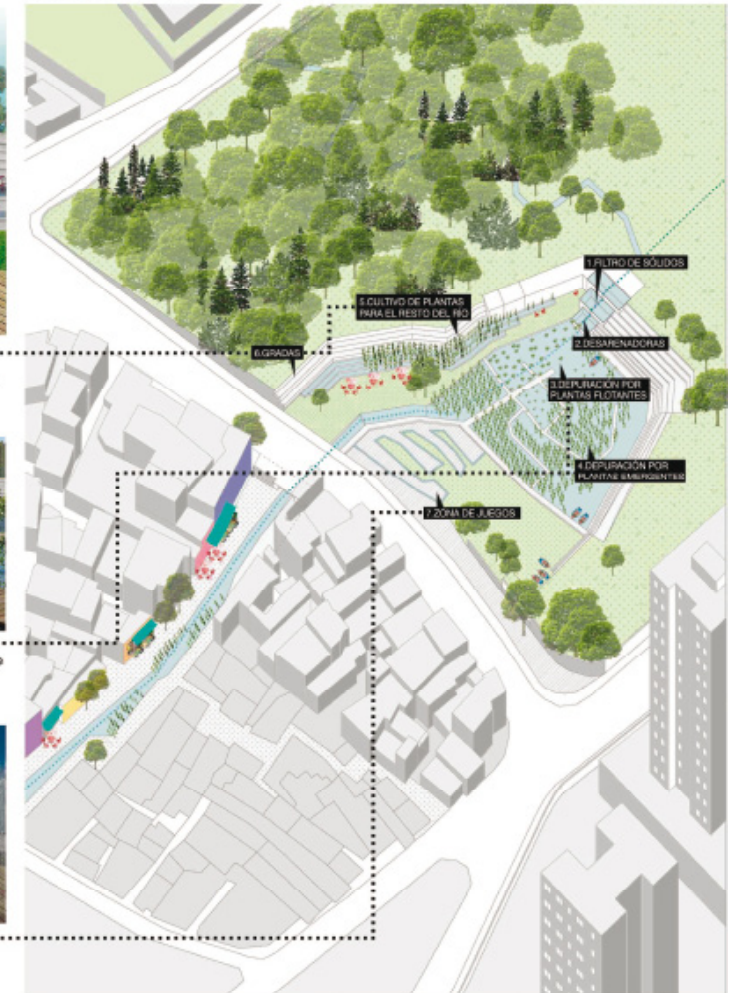 1.FILTRO DE SÓLIDOS
5.CULTIVO DE PLANTAS
PARA EL RESTO DEL RÍO
2.DESARENADORAS
6.GRADAS
3.DEPURACIÓN POR
PLANTAS FLOTANTES
4.DEPURACIÓN POR
PLANTAS EMERGENTES
7.ZONA DE JUEGOS